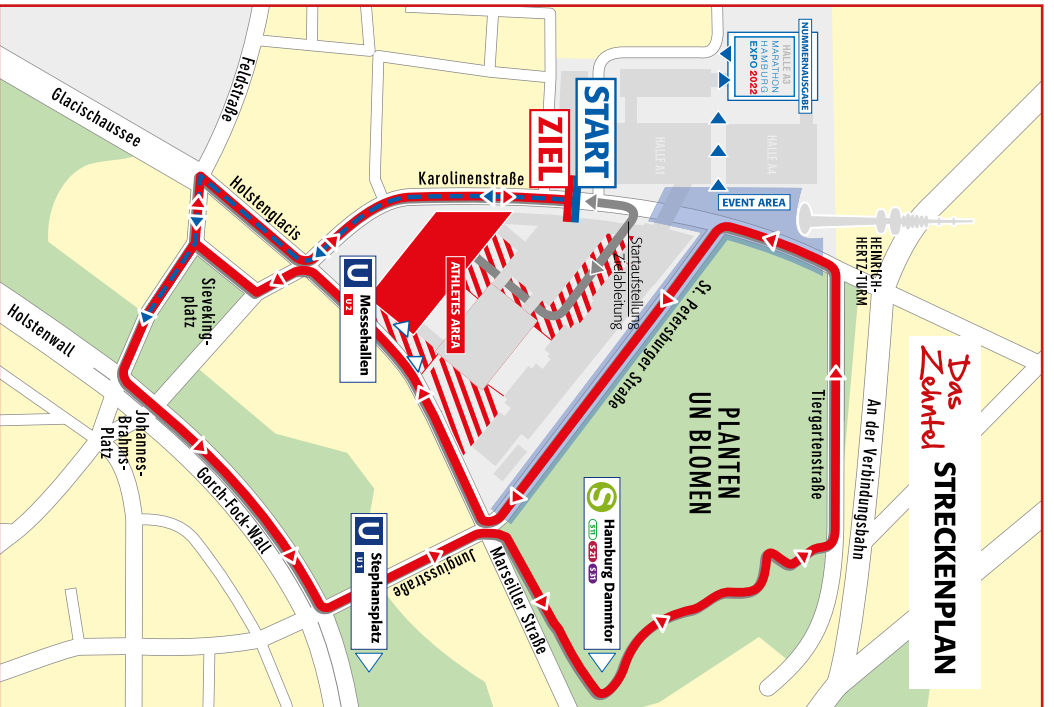 Das
Zehntel STRECKENPLAN
NUMMERNAUSGABE
HALLE A3
MARATHON
HAMBURG
EXPO 2022
HALLE A1
HALLE A4
EVENT AREA
START
ZIEL
HEINRICH-
HERTZ-TURM
An der Verbindungsbahn
Tiergartenstraße
PLANTEN
UN BLOMEN
St. Petersburger Straße
Startaufstellung
Zielableitung
ATHLETES AREA
Karolinenstraße
Feldstraße
Glacischaussee
Holstenglacis
U Messehallen
U2
Sieveking-
platz
Holstenwall
Johannes-
Brahms-
Platz
Gorch-Fock-Wall
U Stephansplatz
U1
Jungiusstraße
Marseiller Straße
S Hamburg Dammtor
S11 S21 S31